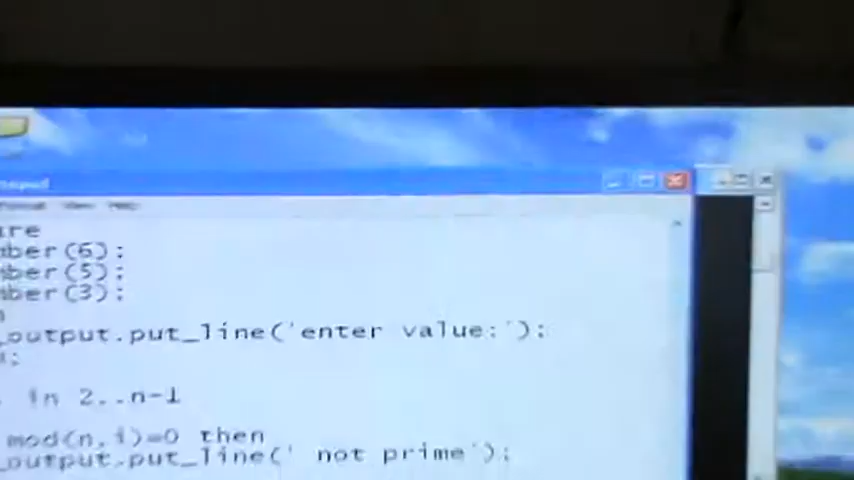 are
mber(6);
mber(5);
mber(3);
n
_output.put_line('enter value:');
;
in 2..n-1
mod(n,i)=0 then
_output.put_line(' not prime');